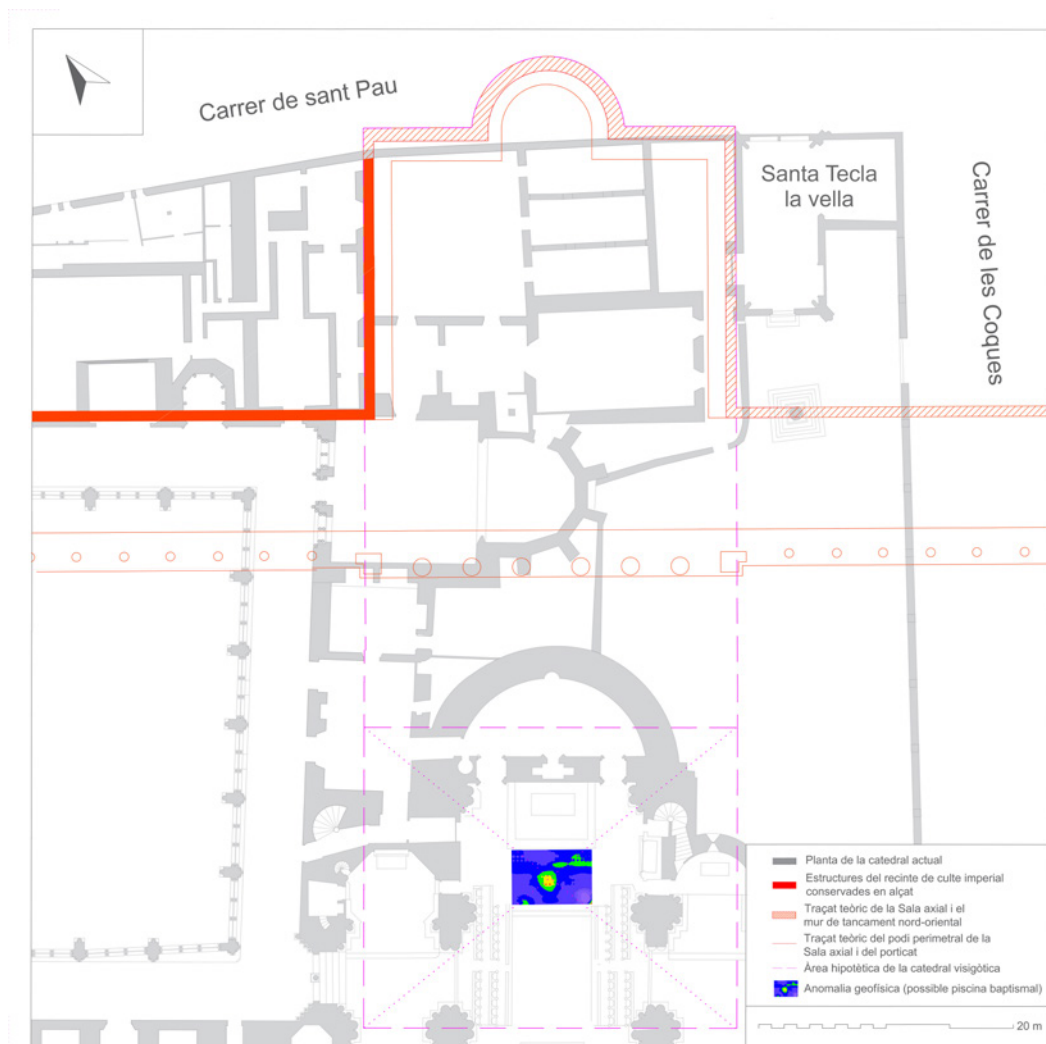 Carrer de sant Pau
Santa Tecla
la vella
Carrer de les Coques
Planta de la catedral actual
Estructures del recinte de culte imperial
conservades en alçat
Traçat teòric de la Sala axial i el
mur de tancament nord-oriental
Traçat teòric del podi perimetral de la
Sala axial i del porticat
Àrea hipotètica de la catedral visigòtica
Anomalia geofísica (possible piscina baptismal)
20 m